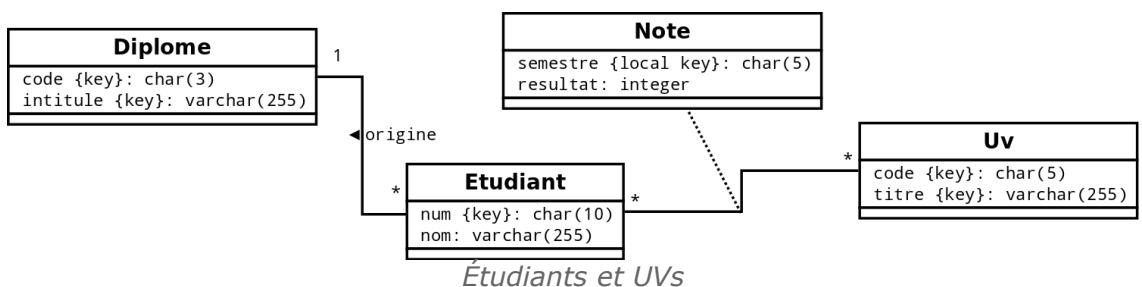 Diplome
code {key}: char(3)
intitule {key}: varchar(255)
1
origine
*
Note
semestre {local key}: char(5)
resultat: integer
Etudiant
num {key}: char(10)
nom: varchar(255)
*
*
Uv
code {key}: char(5)
titre {key}: varchar(255)
Étudiants et UVs